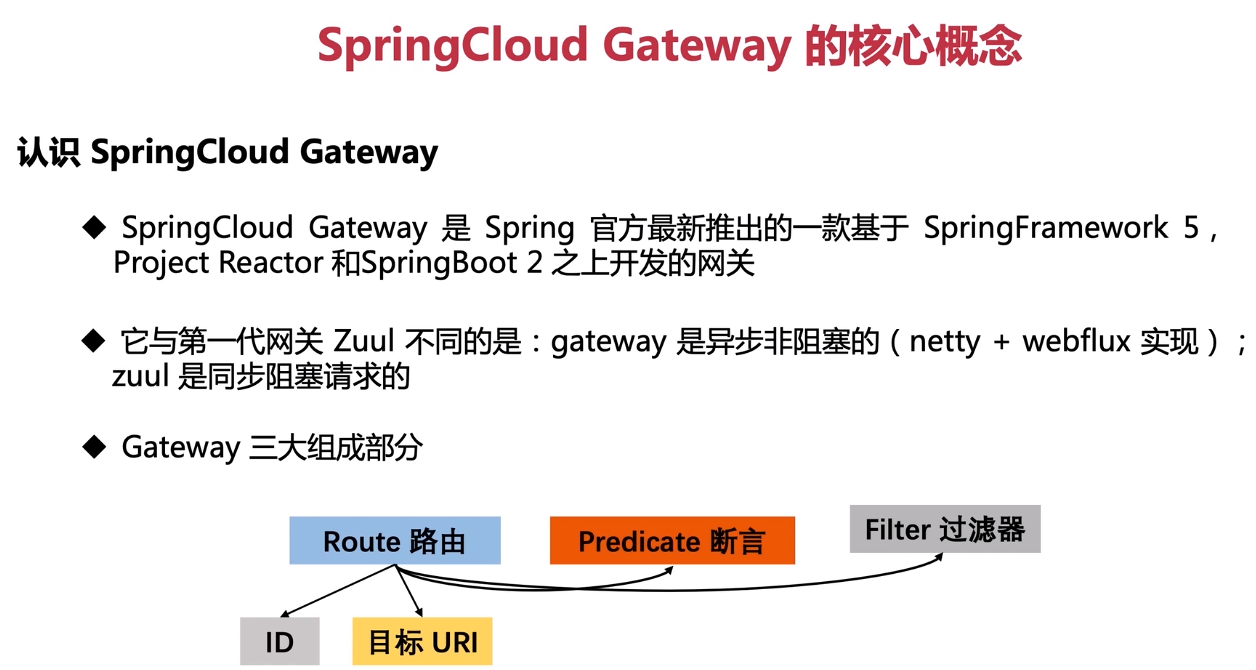 SpringCloud Gateway 的核心概念
认识 SpringCloud Gateway
◆ SpringCloud Gateway 是 Spring 官方最新推出的一款基于 SpringFramework 5，
Project Reactor 和SpringBoot 2 之上开发的网关
◆ 它与第一代网关 Zuul 不同的是：gateway 是异步非阻塞的（netty + webflux 实现）；
zuul 是同步阻塞请求的
◆ Gateway 三大组成部分
Route 路由
Predicate 断言
Filter 过滤器
ID
目标 URI